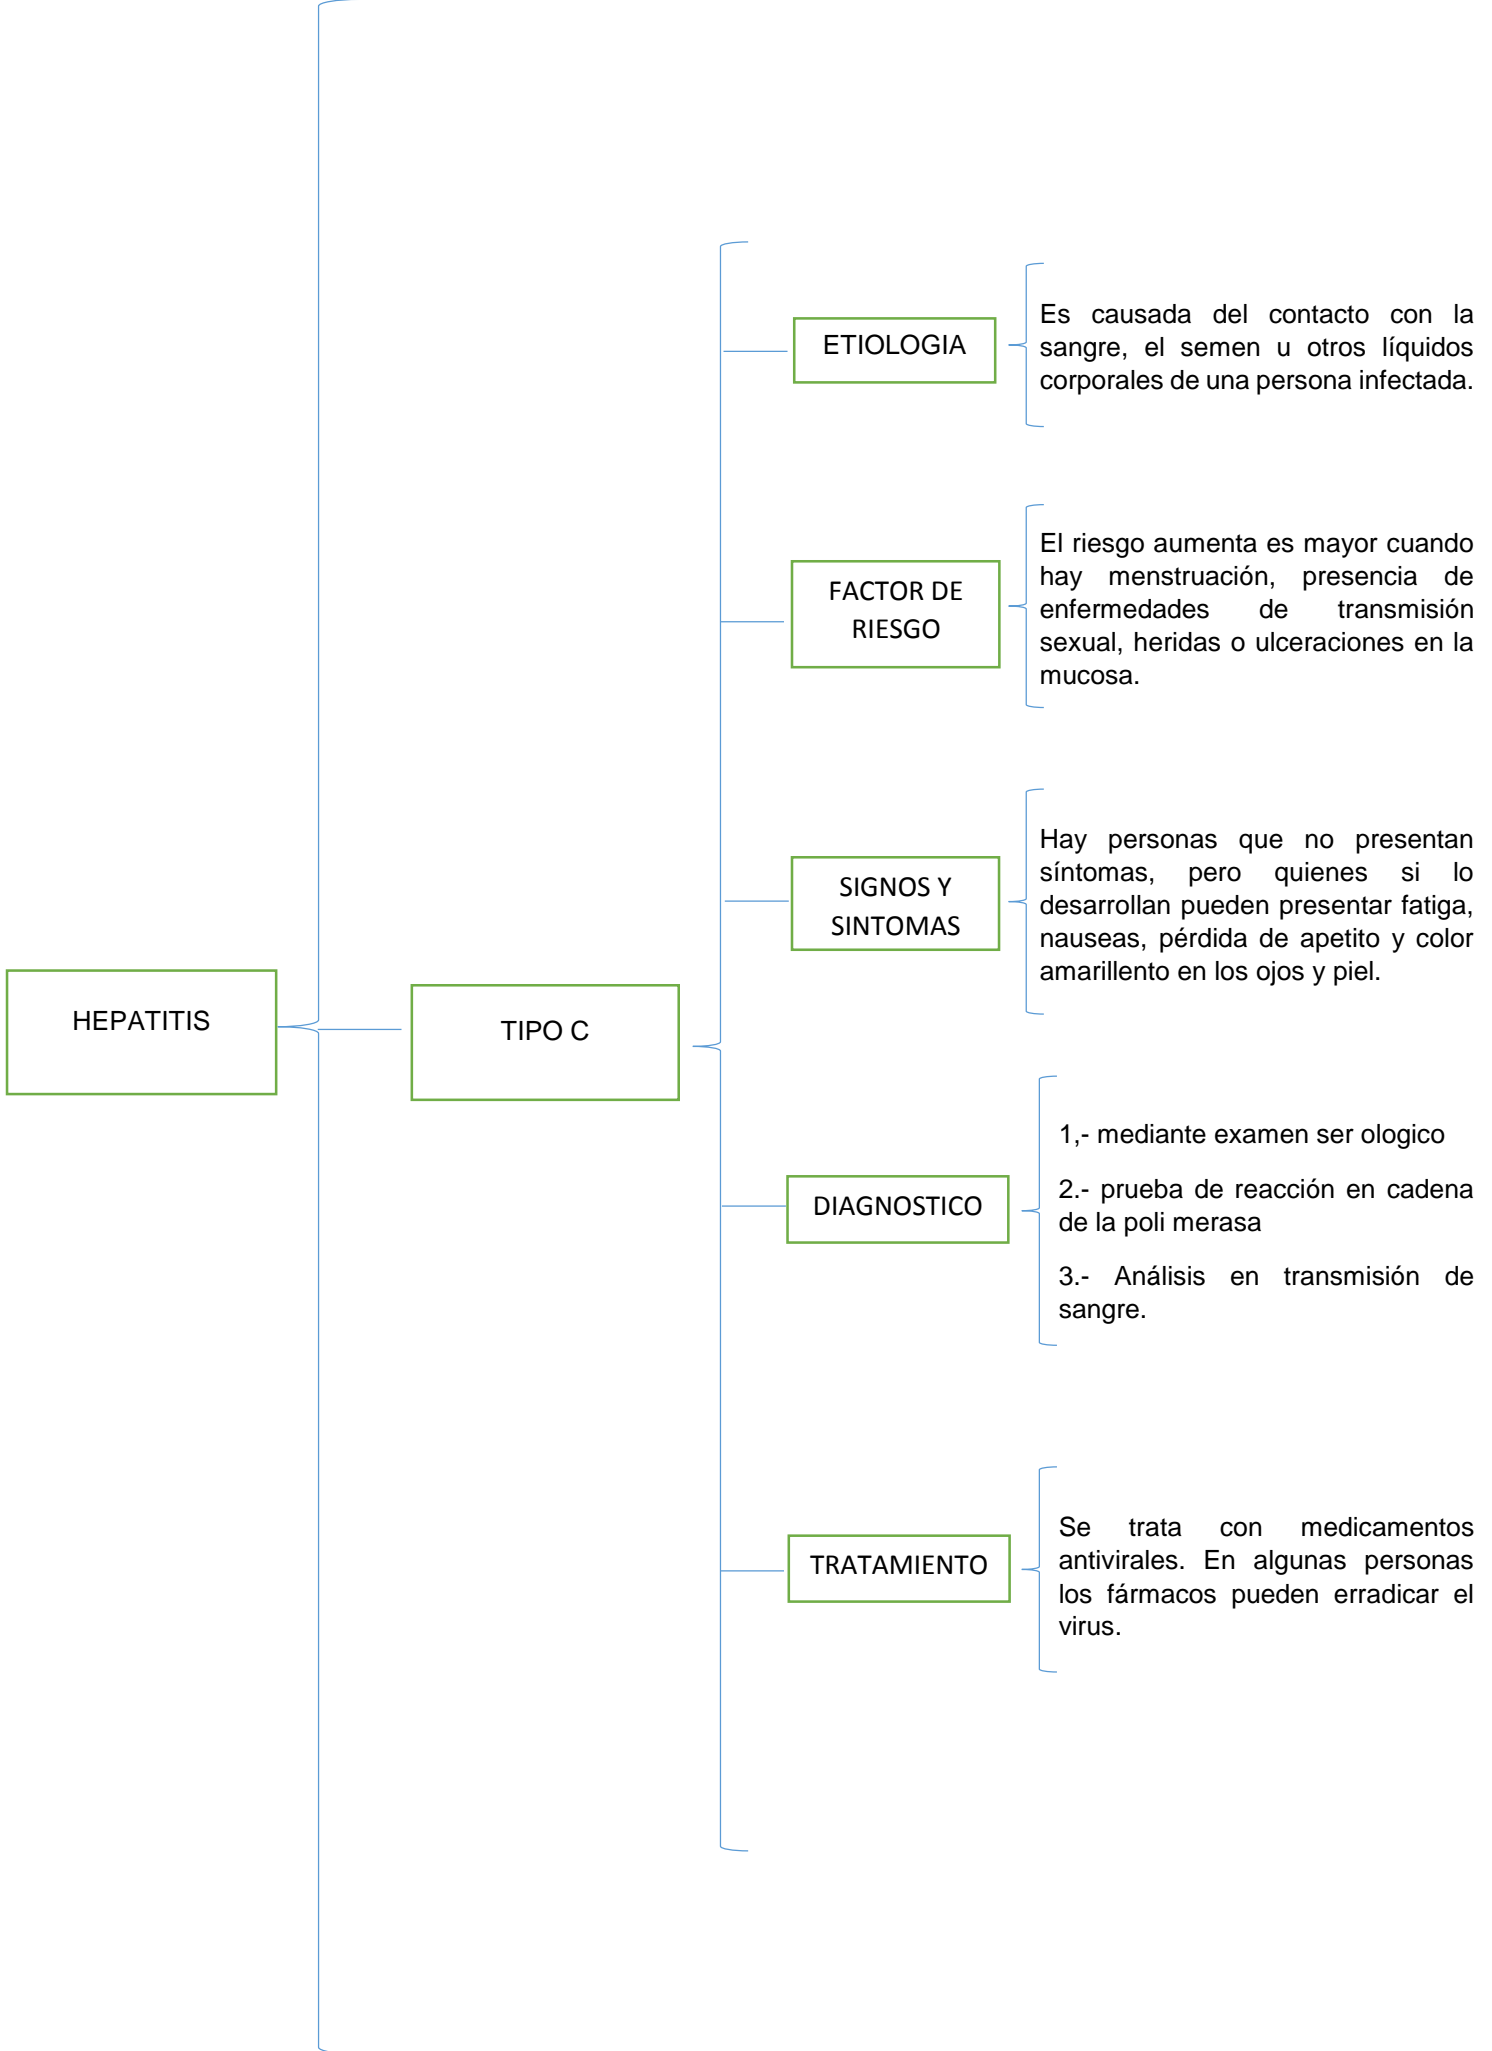 HEPATITIS
TIPO C
ETIOLOGIA
Es causada del contacto con la
sangre, el semen u otros líquidos
corporales de una persona infectada.
FACTOR DE
RIESGO
El riesgo aumenta es mayor cuando
hay menstruación, presencia de
enfermedades de transmisión
sexual, heridas o ulceraciones en la
mucosa.
SIGNOS Y
SINTOMAS
Hay personas que no presentan
síntomas, pero quienes si lo
desarrollan pueden presentar fatiga,
nauseas, pérdida de apetito y color
amarillento en los ojos y piel.
DIAGNOSTICO
1,- mediante examen ser ologico
2.- prueba de reacción en cadena
de la poli merasa
3.- Análisis en transmisión de
sangre.
TRATAMIENTO
Se trata con medicamentos
antivirales. En algunas personas
los fármacos pueden erradicar el
virus.